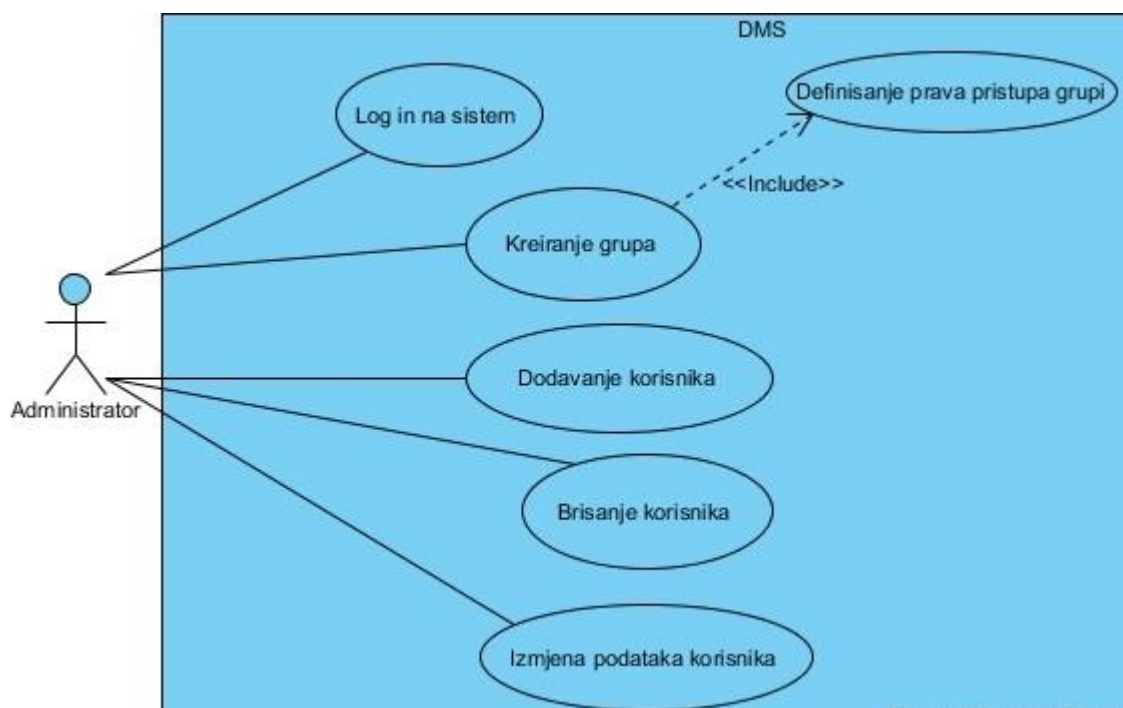 DMS
Log in na sistem
Definisanje prava pristupa grupi
<<Include>>
Kreiranje grupa
Administrator
Dodavanje korisnika
Brisanje korisnika
Izmjena podataka korisnika